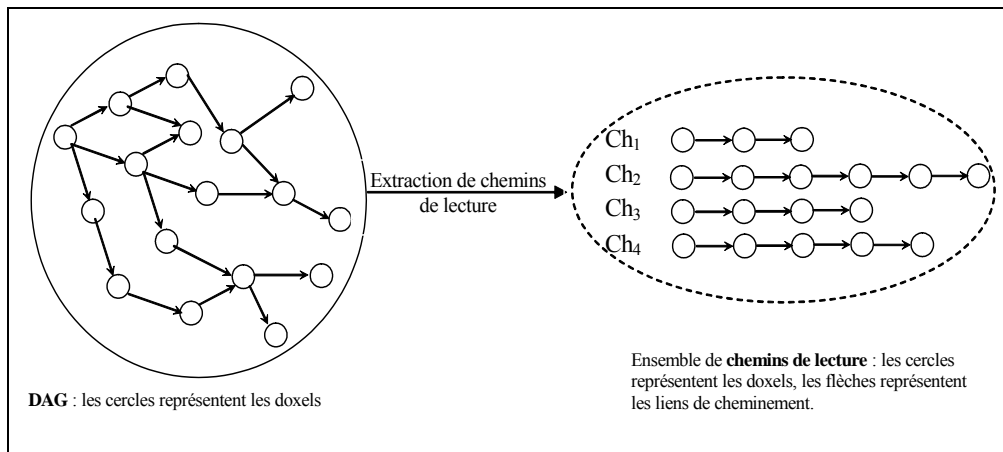 Extraction de chemins
de lecture
Ch1
Ch2
Ch3
Ch4
DAG : les cercles représentent les doxels
Ensemble de chemins de lecture : les cercles
représentent les doxels, les flèches représentent
les liens de cheminement.